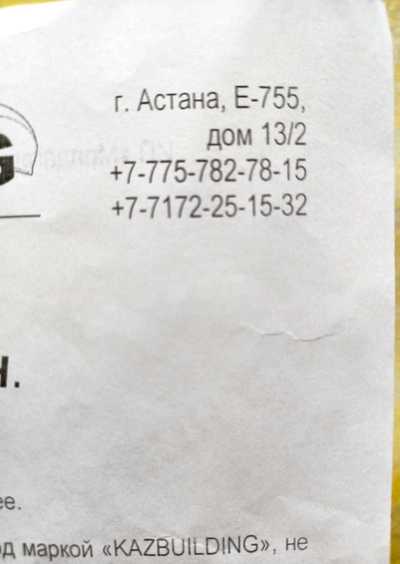 г. Астана, Е-755,
дом 13/2
G
+7-775-782-78-15
+7-7172-25-15-32
н.
ее.
од маркой «KAZBUILDING», не